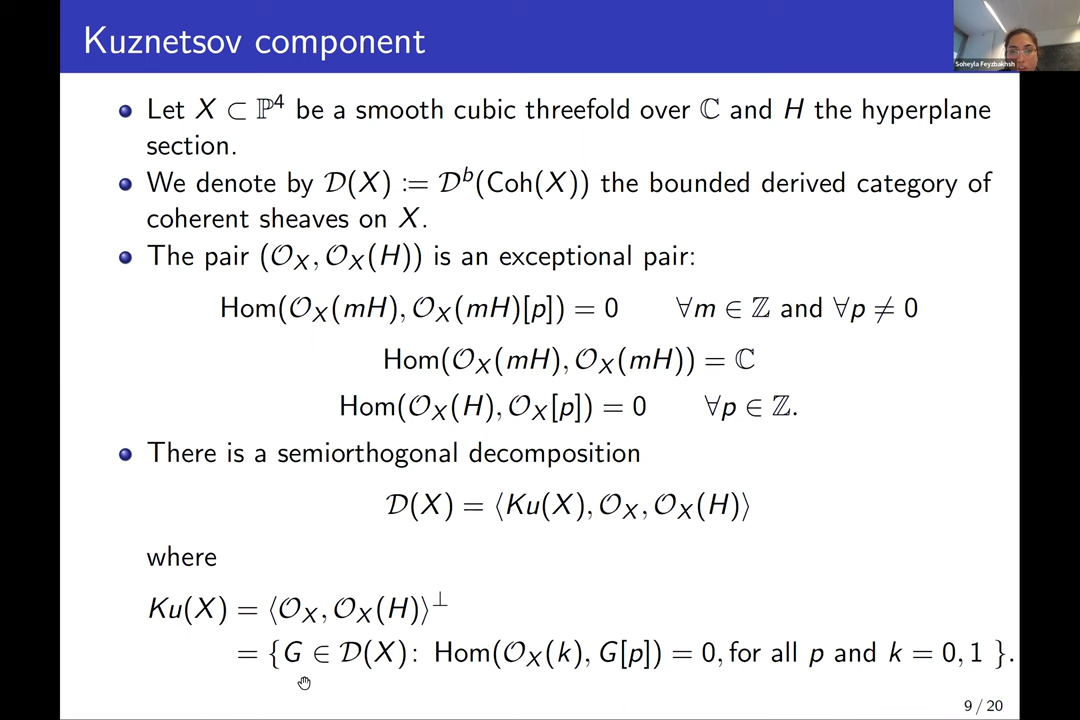 Kuznetsov component
Soheyla Feyzbakhsh
Let X ⊂ ℙ⁴ be a smooth cubic threefold over ℂ and H the hyperplane
section.
We denote by 𝒟(X) := 𝒟ᵇ(Coh(X)) the bounded derived category of
coherent sheaves on X.
The pair (𝒪_X, 𝒪_X(H)) is an exceptional pair:
Hom(𝒪_X(mH), 𝒪_X(mH)[p]) = 0 ∀m ∈ ℤ and ∀p ≠ 0
Hom(𝒪_X(mH), 𝒪_X(mH)) = ℂ
Hom(𝒪_X(H), 𝒪_X[p]) = 0 ∀p ∈ ℤ.
There is a semiorthogonal decomposition
𝒟(X) = ⟨Ku(X), 𝒪_X, 𝒪_X(H)⟩
where
Ku(X) = ⟨𝒪_X, 𝒪_X(H)⟩^⊥
= {G ∈ 𝒟(X): Hom(𝒪_X(k), G[p]) = 0, for all p and k = 0, 1 }.
9 / 20